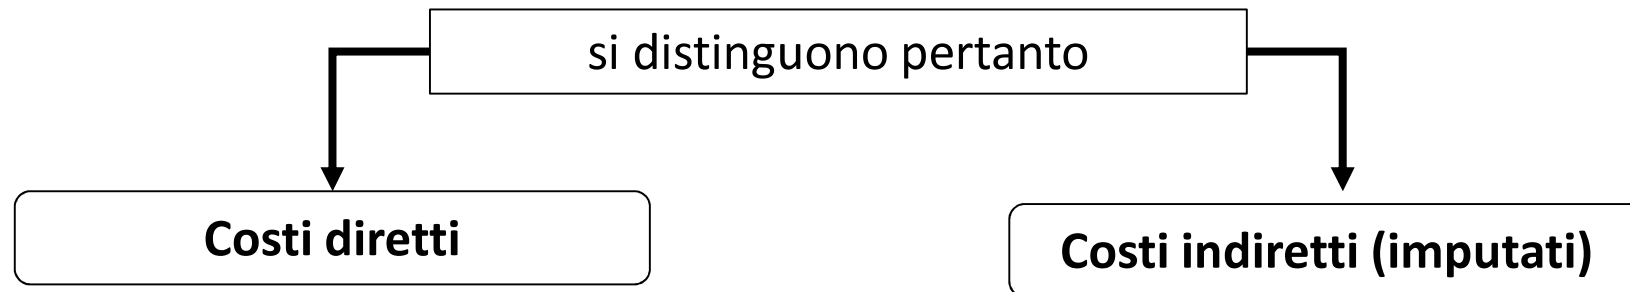 si distinguono pertanto
Costi diretti
Costi indiretti (imputati)